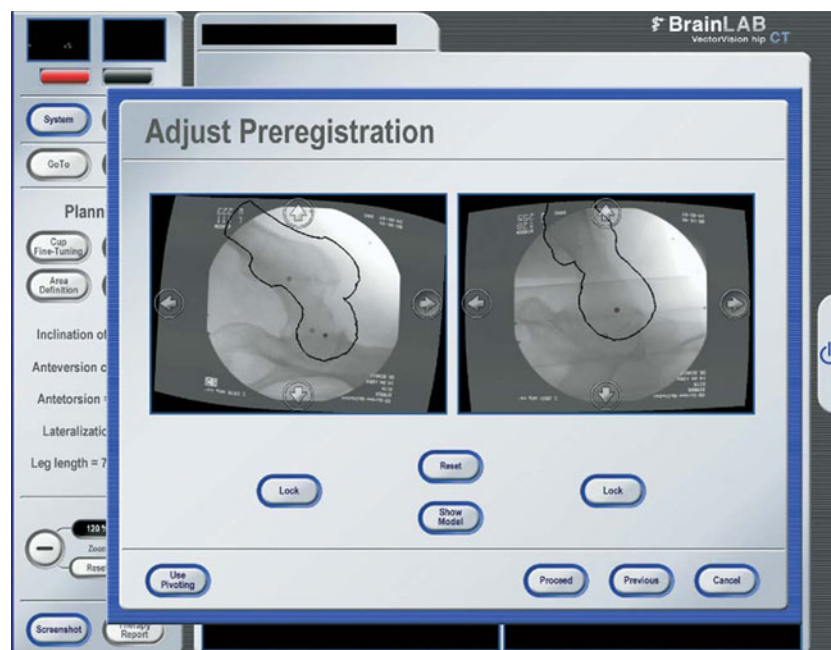 BrainLAB
VectorVision hip CT
System
GoTo
Adjust Preregistration
Plann
Cup
Fine-Tuning
Area
Definition
Inclination of
Anteversion c
Antetorsion =
Lateralizatic
Leg length = 7
120 %
Zoom
Rese
Reset
Lock
Lock
Show
Model
Use
Pivoting
Proceed
Previous
Cancel
Screenshot
Therapy
Report